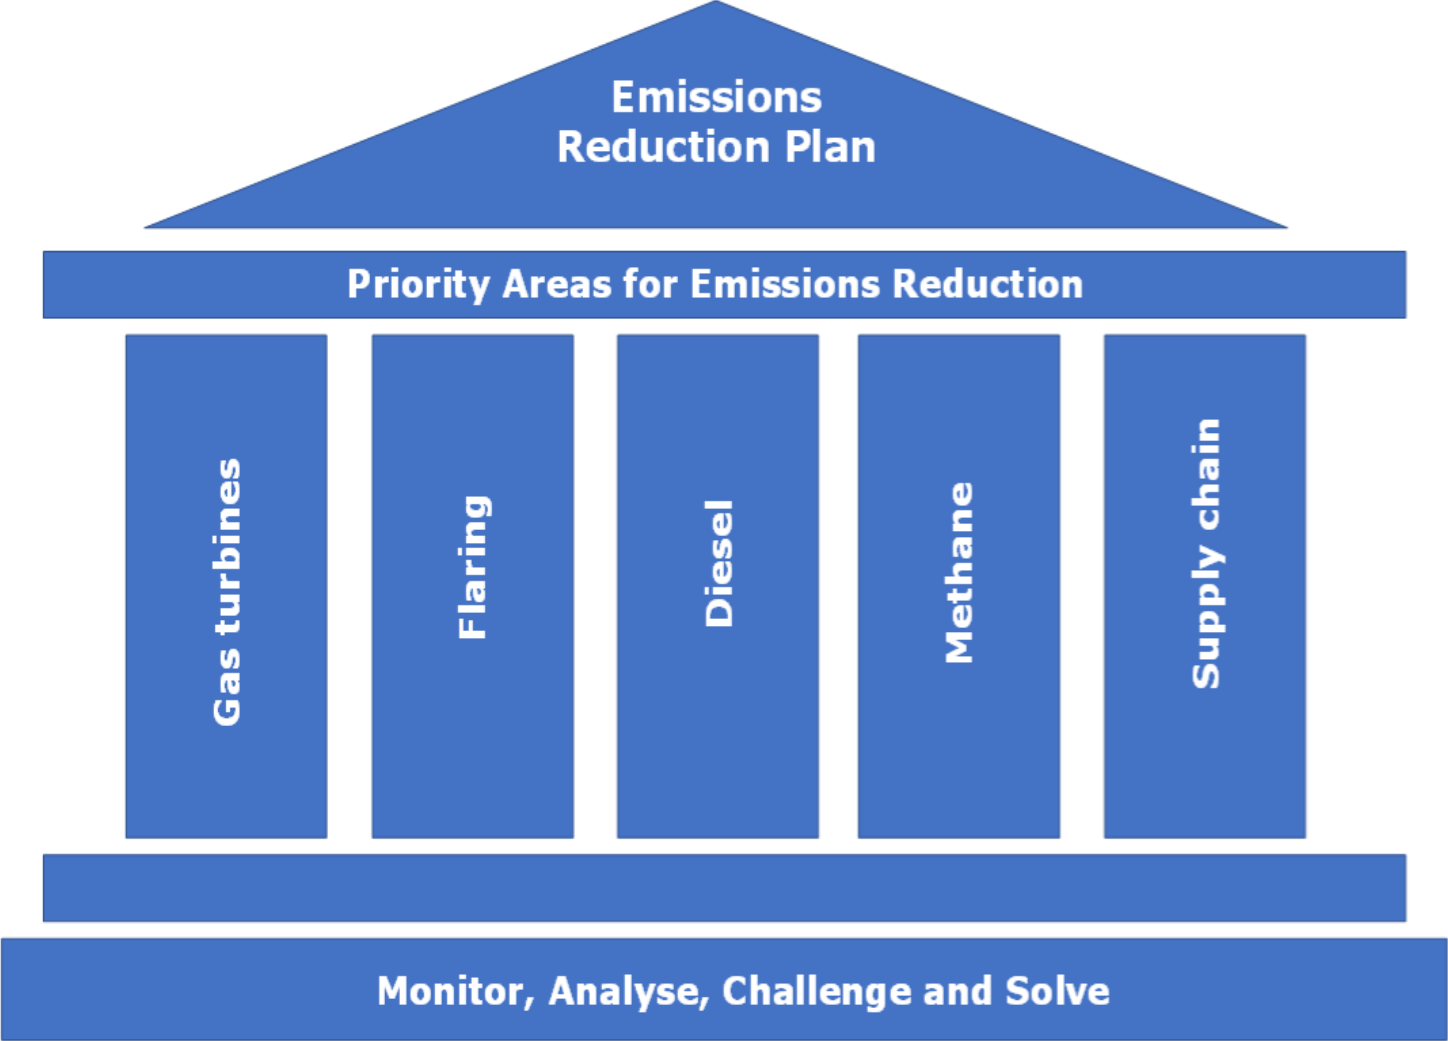 Emissions
Reduction Plan
Priority Areas for Emissions Reduction
Gas turbines
Flaring
Diesel
Methane
Supply chain
Monitor, Analyse, Challenge and Solve